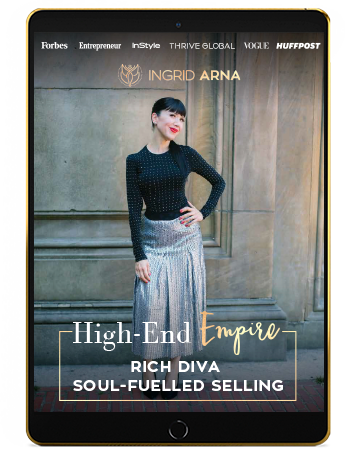 Forbes Entrepreneur InStyle THRIVE GLOBAL VOGUE HUFFPOST
INGRID ARNA
High-End Empire
RICH DIVA
SOUL-FUELLED SELLING